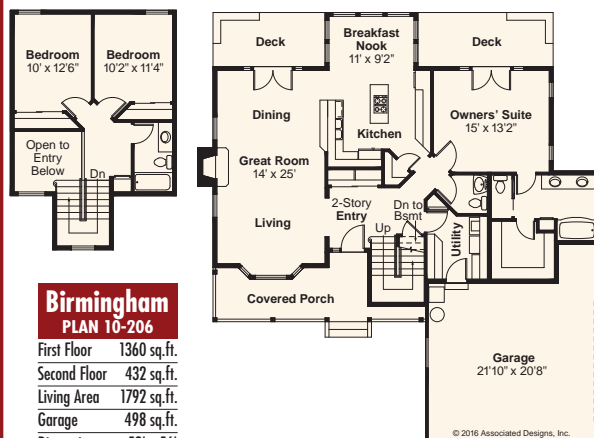 Bedroom
10' x 12'6"
Bedroom
10'2" x 11'4"
Open to
Entry
Below
Dn
Deck
Breakfast
Nook
11' x 9'2"
Deck
Dining
Kitchen
Owners' Suite
15' x 13'2"
Great Room
14' x 25'
Living
2-Story
Entry
Up
Dn to
Bsmt
Utility
Covered Porch
Garage
21'10" x 20'8"
Birmingham
PLAN 10-206
First Floor 1360 sq.ft.
Second Floor 432 sq.ft.
Living Area 1792 sq.ft.
Garage 498 sq.ft.
© 2016 Associated Designs, Inc.